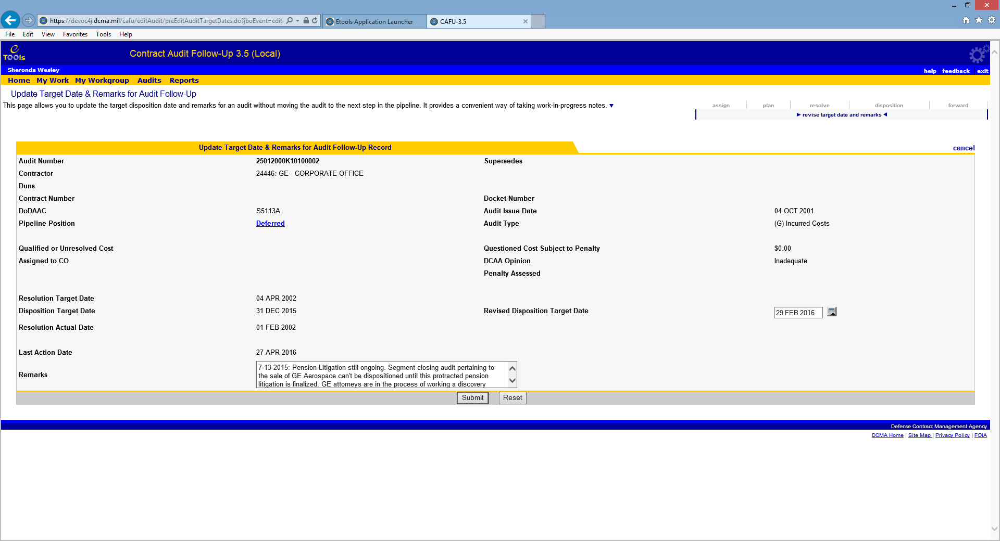 https://devoc4j.dcma.mil/cafu/editAudit/preEditAuditTargetDates.do?jboEvent=edit
Etools Application Launcher
CAFU-3.5
File Edit View Favorites Tools Help
e TOOls
Contract Audit Follow-Up 3.5 (Local)
Sheronda Wesley
help feedback exit
Home My Work My Workgroup Audits Reports
Update Target Date & Remarks for Audit Follow-Up
This page allows you to update the target disposition date and remarks for an audit without moving the audit to the next step in the pipeline. It provides a convenient way of taking work-in-progress notes.
assign plan resolve disposition forward
revise target date and remarks
Update Target Date & Remarks for Audit Follow-Up Record
cancel
Audit Number 25012000K10100002 Supersedes
Contractor 24446: GE - CORPORATE OFFICE
Duns
Contract Number Docket Number
DoDAAC S5113A Audit Issue Date 04 OCT 2001
Pipeline Position Deferred Audit Type (G) Incurred Costs
Qualified or Unresolved Cost Questioned Cost Subject to Penalty $0.00
Assigned to CO DCAA Opinion Inadequate
Penalty Assessed
Resolution Target Date 04 APR 2002
Disposition Target Date 31 DEC 2015 Revised Disposition Target Date 29 FEB 2016
Resolution Actual Date 01 FEB 2002
Last Action Date 27 APR 2016
Remarks
7-13-2015: Pension Litigation still ongoing. Segment closing audit pertaining to
the sale of GE Aerospace can't be dispositioned until this protracted pension
litigation is finalized. GE attorneys are in the process of working a discovery
Submit Reset
Defense Contract Management Agency
DCMA Home | Site Map | Privacy Policy | FOIA